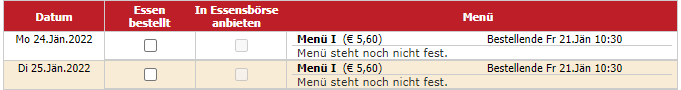 Datum Essen bestellt In Essensbörse anbieten Menü
Mo 24.Jän.2022 Menü I (€ 5,60) Bestellende Fr 21.Jän 10:30
Menü steht noch nicht fest.
Di 25.Jän.2022 Menü I (€ 5,60) Bestellende Fr 21.Jän 10:30
Menü steht noch nicht fest.